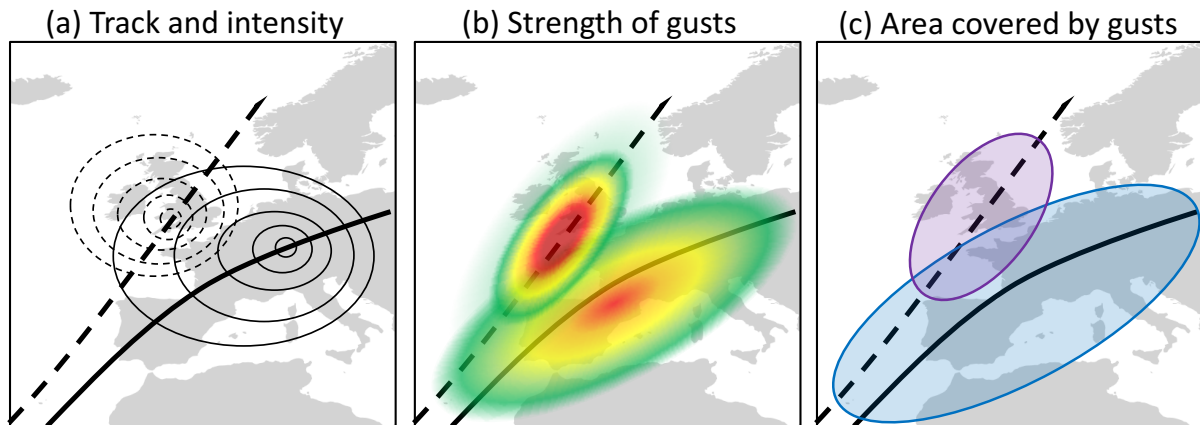 (a) Track and intensity
(b) Strength of gusts
(c) Area covered by gusts